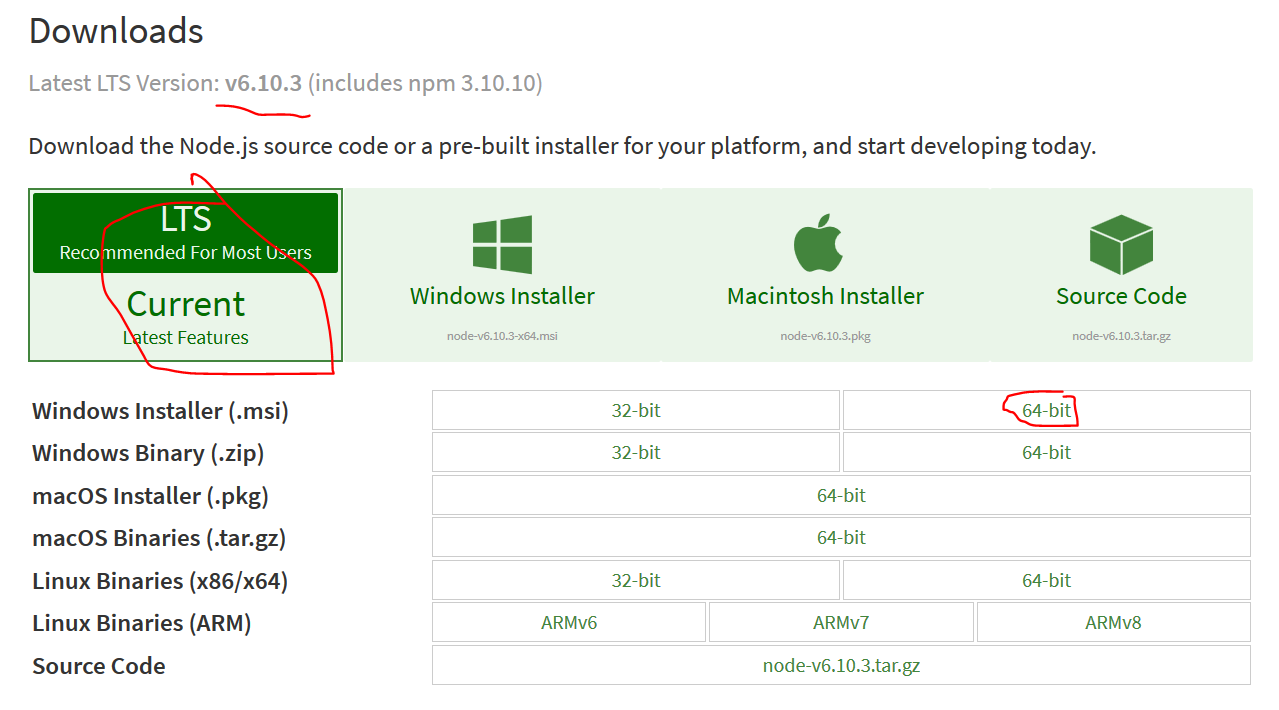 Downloads
Latest LTS Version: v6.10.3 (includes npm 3.10.10)
Download the Node.js source code or a pre-built installer for your platform, and start developing today.
LTS
Recommended For Most Users
Current
Latest Features
Windows Installer
node-v6.10.3-x64.msi
Macintosh Installer
node-v6.10.3.pkg
Source Code
node-v6.10.3.tar.gz
Windows Installer (.msi) 32-bit 64-bit
Windows Binary (.zip) 32-bit 64-bit
macOS Installer (.pkg) 64-bit
macOS Binaries (.tar.gz) 64-bit
Linux Binaries (x86/x64) 32-bit 64-bit
Linux Binaries (ARM) ARMv6 ARMv7 ARMv8
Source Code node-v6.10.3.tar.gz